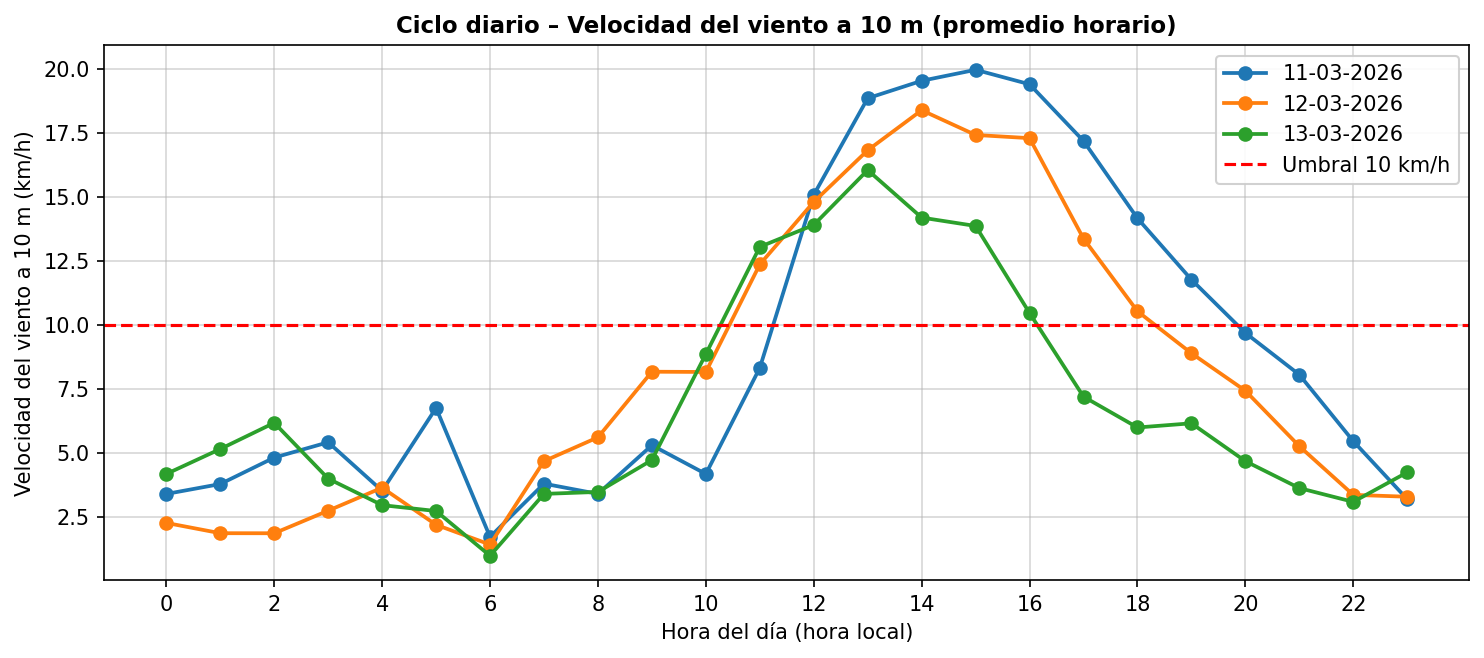 Ciclo diario – Velocidad del viento a 10 m (promedio horario)
Velocidad del viento a 10 m (km/h)
20.0
17.5
15.0
12.5
10.0
7.5
5.0
2.5
11-03-2026
12-03-2026
13-03-2026
Umbral 10 km/h
0 2 4 6 8 10 12 14 16 18 20 22
Hora del día (hora local)